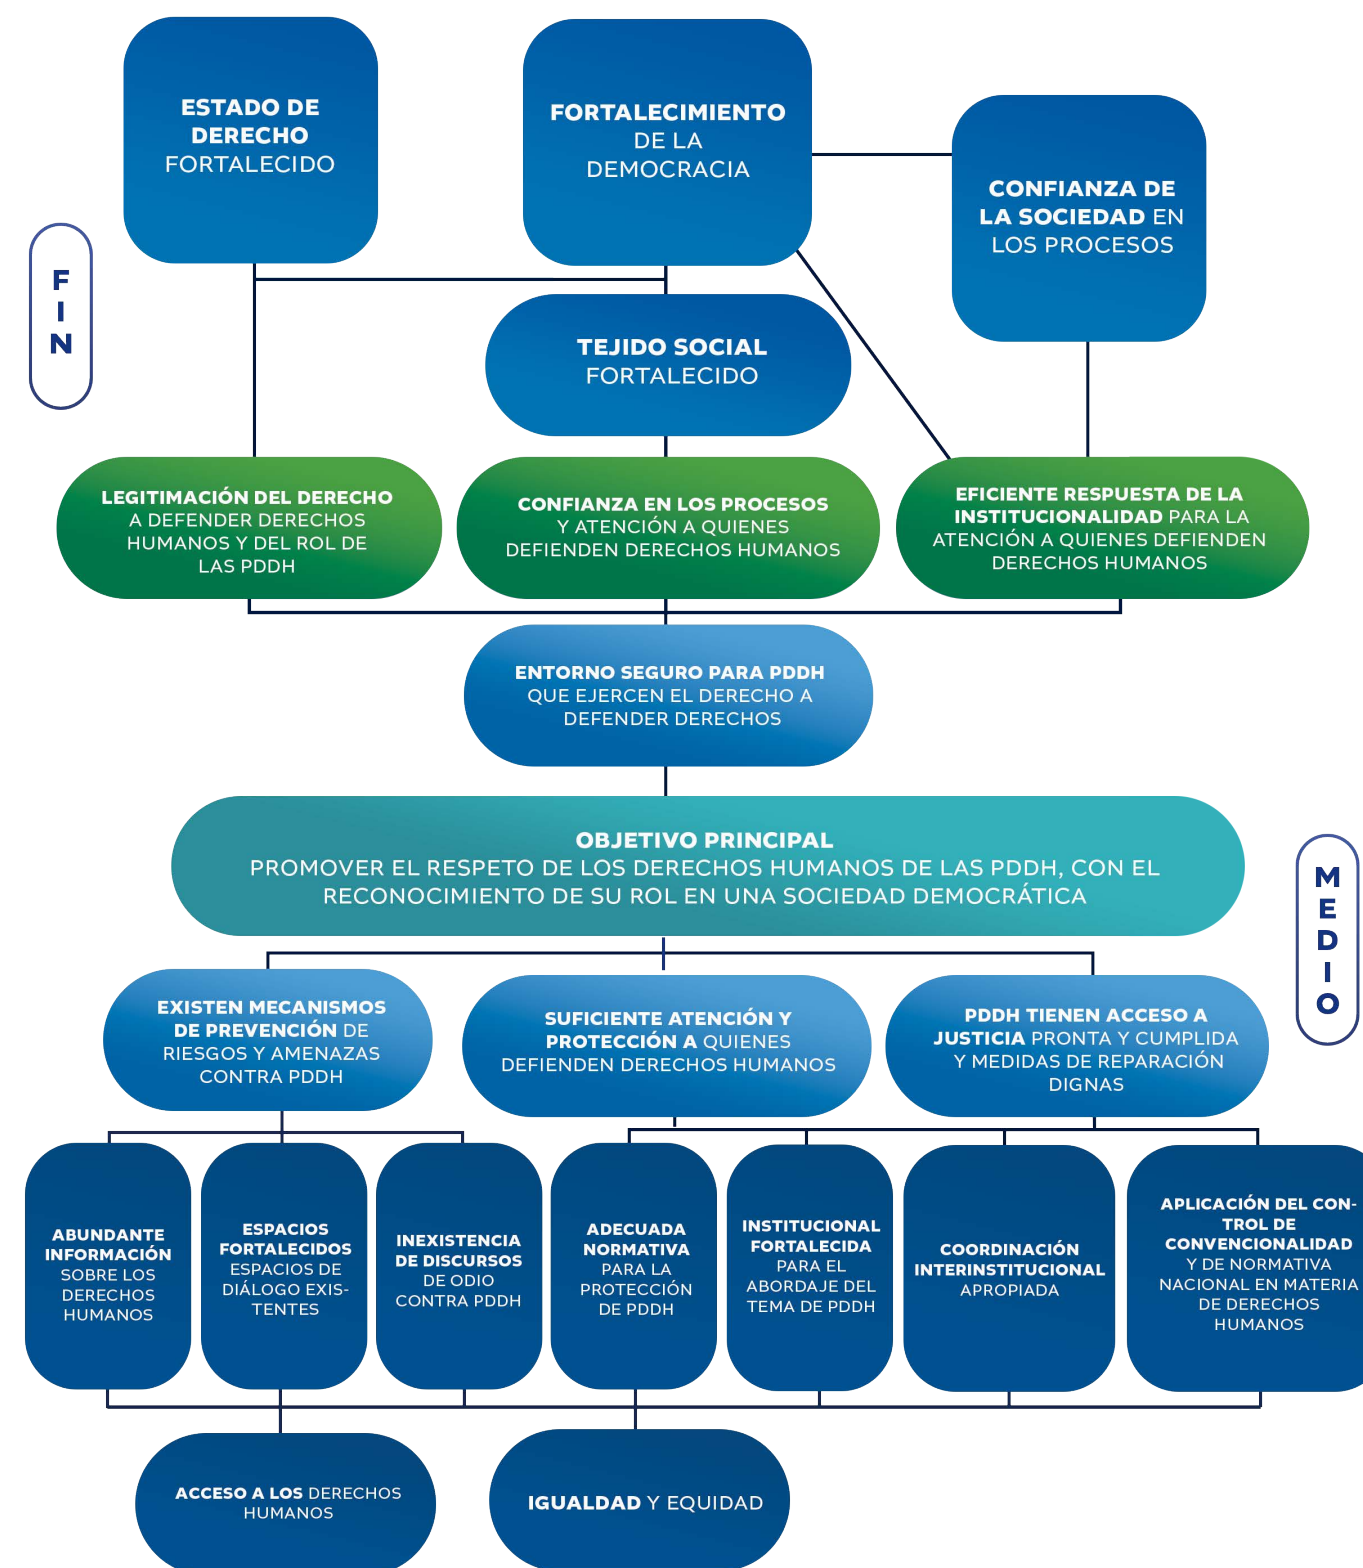 ESTADO DE
DERECHO
FORTALECIDO
FORTALECIMIENTO
DE LA
DEMOCRACIA
CONFIANZA DE
LA SOCIEDAD EN
LOS PROCESOS
F
I
N
TEJIDO SOCIAL
FORTALECIDO
LEGITIMACIÓN DEL DERECHO
A DEFENDER DERECHOS
HUMANOS Y DEL ROL DE
LAS PDDH
CONFIANZA EN LOS PROCESOS
Y ATENCIÓN A QUIENES
DEFIENDEN DERECHOS HUMANOS
EFICIENTE RESPUESTA DE LA
INSTITUCIONALIDAD PARA LA
ATENCIÓN A QUIENES DEFIENDEN
DERECHOS HUMANOS
ENTORNO SEGURO PARA PDDH
QUE EJERCEN EL DERECHO A
DEFENDER DERECHOS
OBJETIVO PRINCIPAL
PROMOVER EL RESPETO DE LOS DERECHOS HUMANOS DE LAS PDDH, CON EL
RECONOCIMIENTO DE SU ROL EN UNA SOCIEDAD DEMOCRÁTICA
M
E
D
I
O
EXISTEN MECANISMOS
DE PREVENCIÓN DE
RIESGOS Y AMENAZAS
CONTRA PDDH
SUFICIENTE ATENCIÓN Y
PROTECCIÓN A QUIENES
DEFIENDEN DERECHOS HUMANOS
PDDH TIENEN ACCESO A
JUSTICIA PRONTA Y CUMPLIDA
Y MEDIDAS DE REPARACIÓN
DIGNAS
ABUNDANTE
INFORMACIÓN
SOBRE LOS
DERECHOS
HUMANOS
ESPACIOS
FORTALECIDOS
ESPACIOS DE
DIÁLOGO EXIS-
TENTES
INEXISTENCIA
DE DISCURSOS
DE ODIO
CONTRA PDDH
ADECUADA
NORMATIVA
PARA LA
PROTECCIÓN
DE PDDH
INSTITUCIONAL
FORTALECIDA
PARA EL
ABORDAJE DEL
TEMA DE PDDH
COORDINACIÓN
INTERINSTITUCIONAL
APROPIADA
APLICACIÓN DEL CON-
TROL DE
CONVENCIONALIDAD
Y DE NORMATIVA
NACIONAL EN MATERIA
DE DERECHOS
HUMANOS
ACCESO A LOS DERECHOS
HUMANOS
IGUALDAD Y EQUIDAD